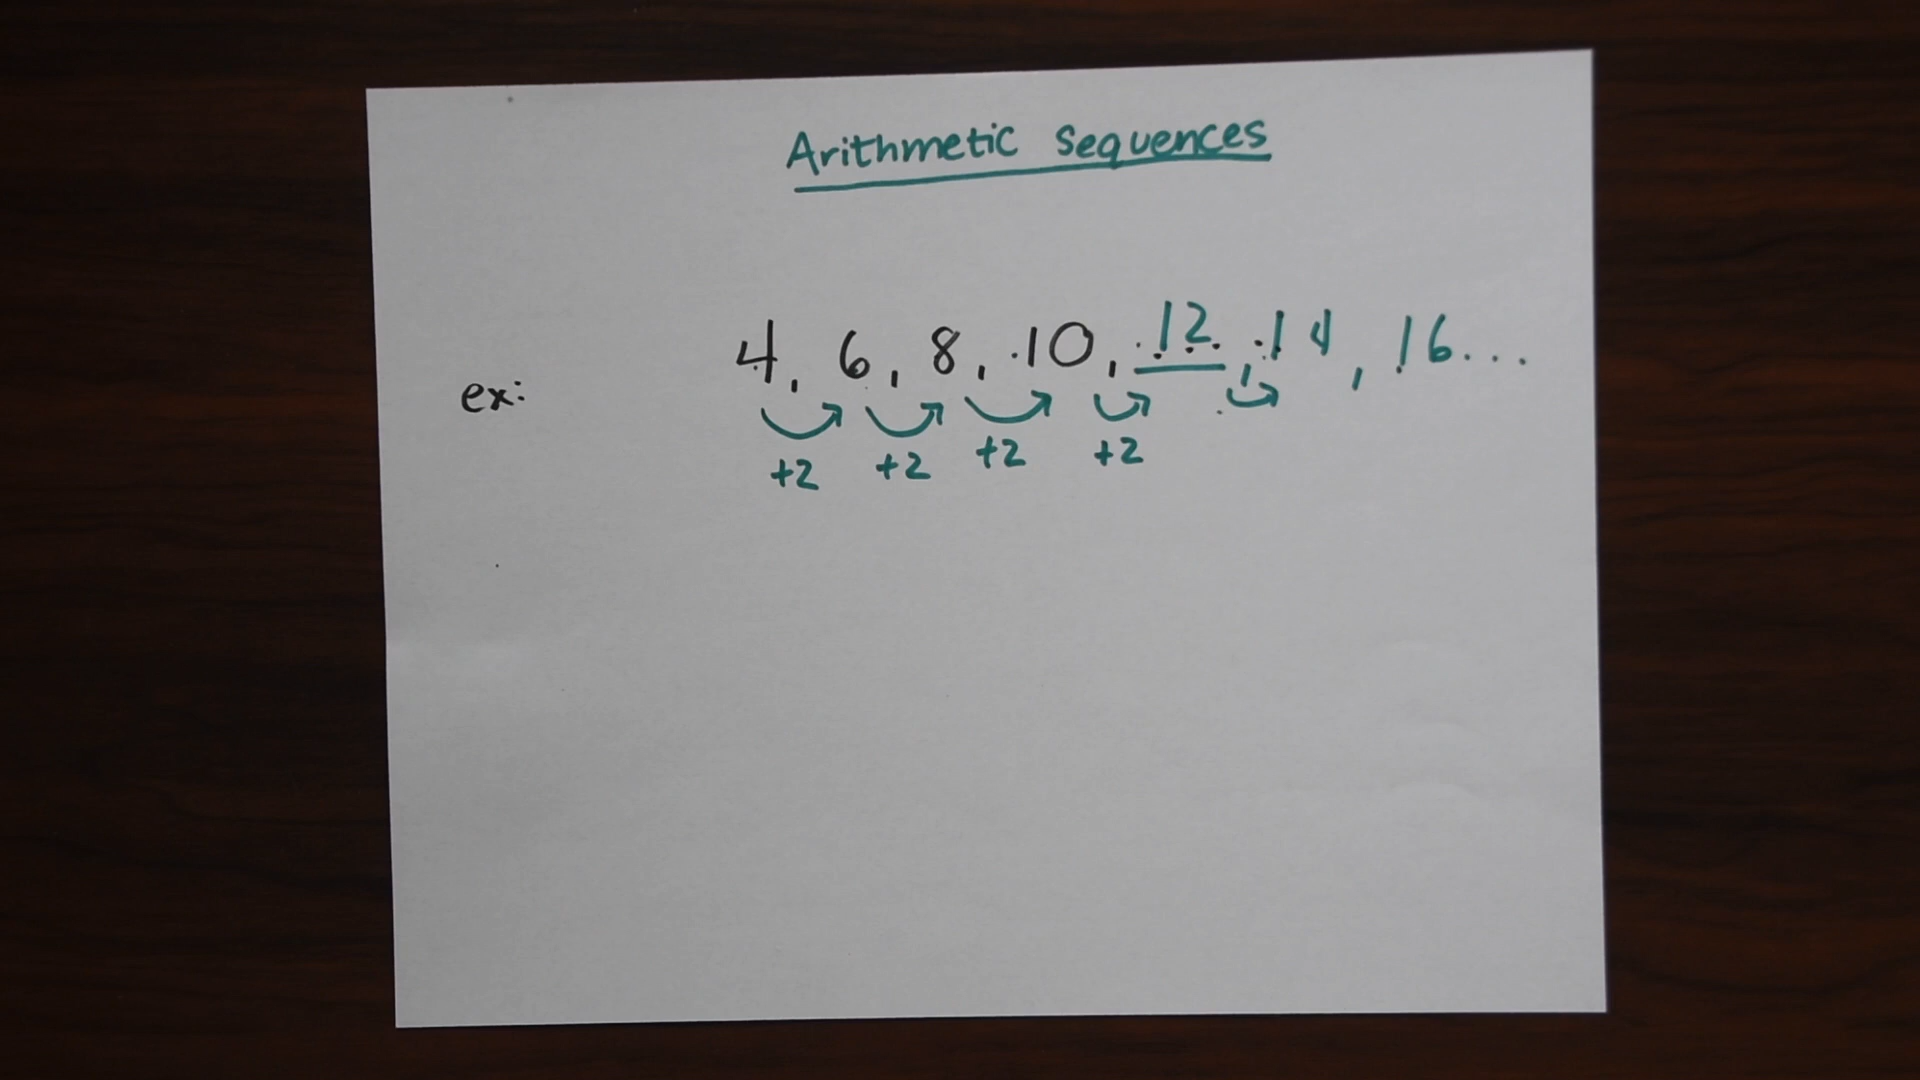 Arithmetic Sequences
ex: 4, 6, 8, 10, 12, 14, 16...
+2 +2 +2 +2